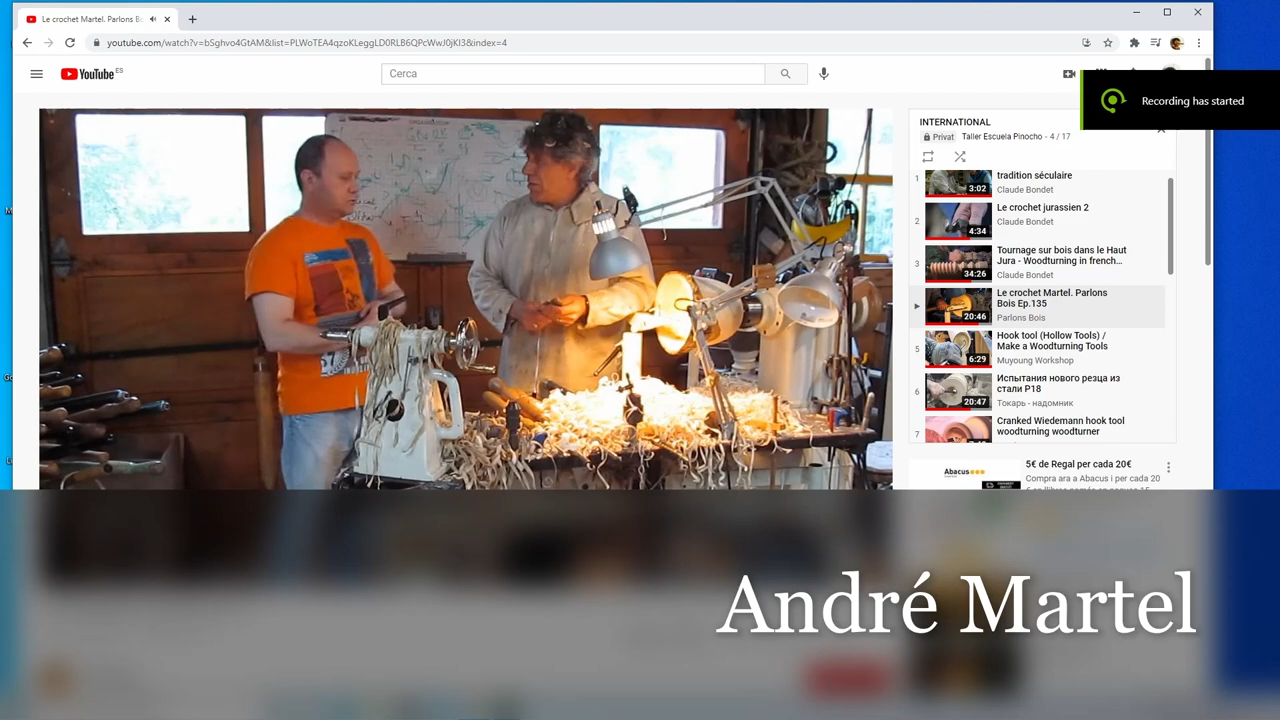 Le crochet Martel. Parlons Bo
youtube.com/watch?v=bSghvo4GtAM&list=PLWoTEA4qzoKLeggLD0RL86QPcWwJ0jKI3&index=4
YouTube ES
Cerca
Recording has started
INTERNATIONAL
Privat Taller Escuela Pinocho - 4 / 17
1
tradition séculaire
Claude Bondet
3:02
2
Le crochet jurassien 2
Claude Bondet
4:34
3
Tournage sur bois dans le Haut
Jura - Woodturning in french...
Claude Bondet
34:26
Le crochet Martel. Parlons
Bois Ep.135
Parlons Bois
20:46
5
Hook tool (Hollow Tools) /
Make a Woodturning Tools
Muyoung Workshop
6:29
6
Испытания нового резца из
стали Р18
Токарь - надомник
20:47
7
Cranked Wiedemann hook tool
woodturning woodturner
Abacus
5€ de Regal per cada 20€
Compra ara a Abacus i per cada 20
André Martel